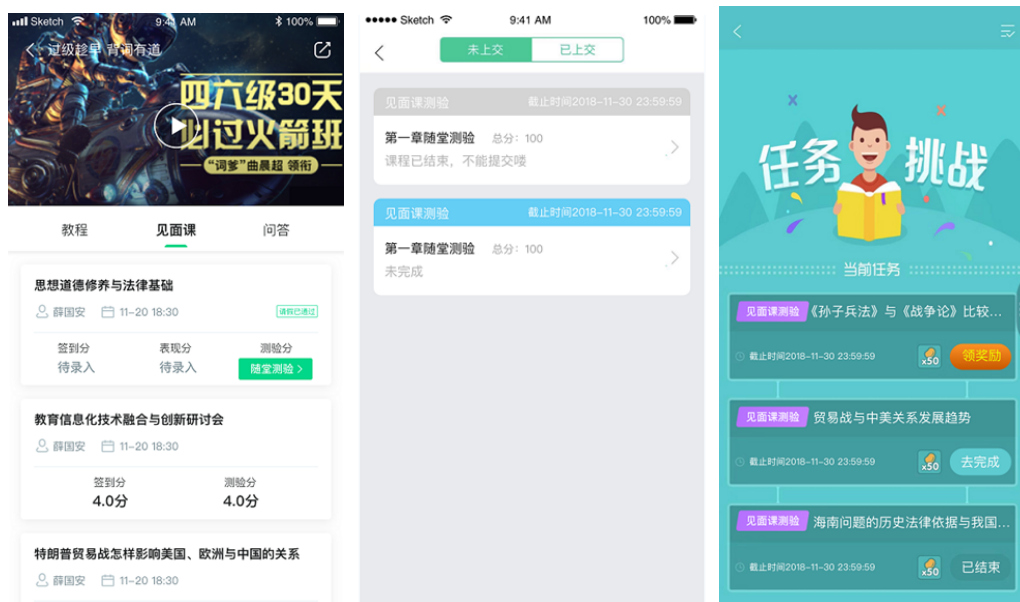 Sketch 9:41 AM 100%
过级趁早 背词有道
四六级30天
必过火箭班
“词爹”曲晨超 领衔
教程 见面课 问答
思想道德修养与法律基础
薛国安 11-20 18:30 请假已通过
签到分 表现分 测验分
待录入 待录入 随堂测验 >
教育信息化技术融合与创新研讨会
薛国安 11-20 18:30
签到分 测验分
4.0分 4.0分
特朗普贸易战怎样影响美国、欧洲与中国的关系
薛国安 11-20 18:30
Sketch 9:41 AM 100%
未上交 已上交
见面课测验 截止时间2018-11-30 23:59:59
第一章随堂测验 总分：100
课程已结束，不能提交喽
见面课测验 截止时间2018-11-30 23:59:59
第一章随堂测验 总分：100
未完成
任务挑战
当前任务
见面课测验 《孙子兵法》与《战争论》比较...
截止时间2018-11-30 23:59:59 x50 领奖励
见面课测验 贸易战与中美关系发展趋势
截止时间2018-11-30 23:59:59 x50 去完成
见面课测验 海南问题的历史法律依据与我国...
截止时间2018-11-30 23:59:59 x50 已结束